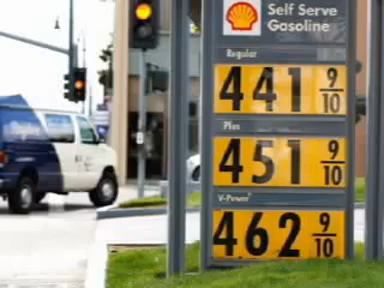 Self Serve
Gasoline
Regular
441 9/10
Plus
451 9/10
V-Power
462 9/10